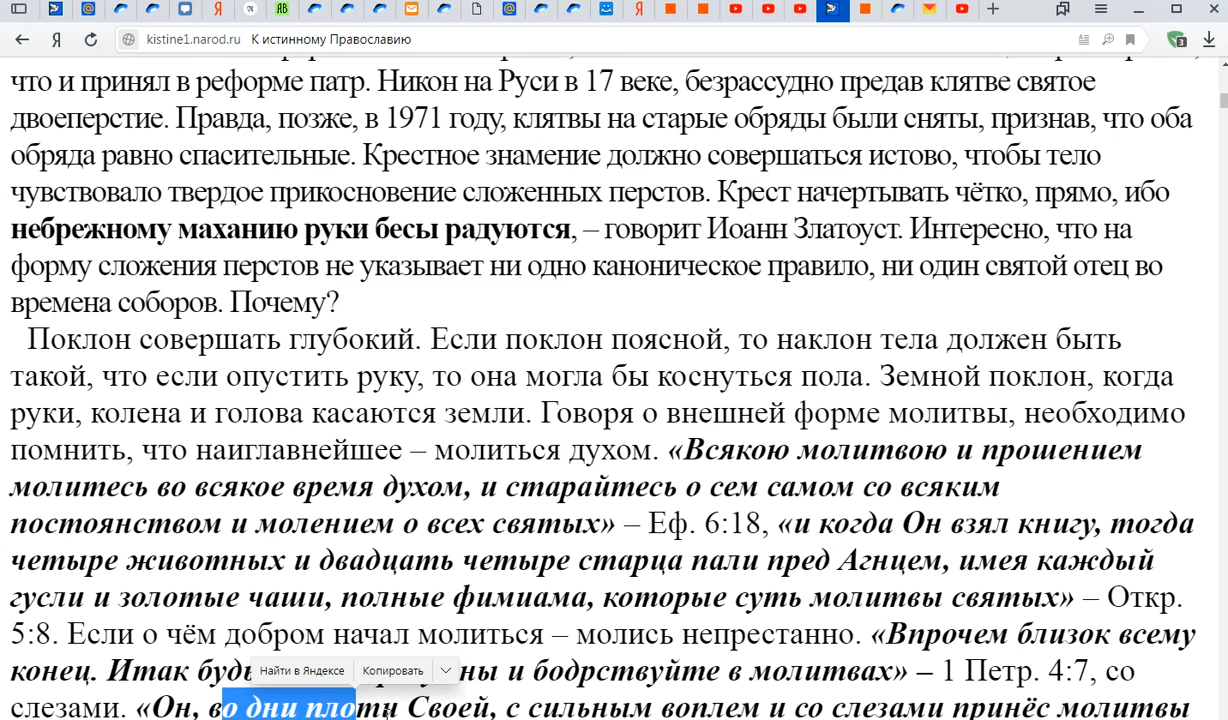 kistine1.narod.ru К истинному Православию
3
что и принял в реформе патр. Никон на Руси в 17 веке, безрассудно предав клятве святое
двоеперстие. Правда, позже, в 1971 году, клятвы на старые обряды были сняты, признав, что оба
обряда равно спасительные. Крестное знамение должно совершаться истово, чтобы тело
чувствовало твердое прикосновение сложенных перстов. Крест начертывать чётко, прямо, ибо
небрежному маханию руки бесы радуются, – говорит Иоанн Златоуст. Интересно, что на
форму сложения перстов не указывает ни одно каноническое правило, ни один святой отец во
времена соборов. Почему?
Поклон совершать глубокий. Если поклон поясной, то наклон тела должен быть
такой, что если опустить руку, то она могла бы коснуться пола. Земной поклон, когда
руки, колена и голова касаются земли. Говоря о внешней форме молитвы, необходимо
помнить, что наиглавнейшее – молиться духом. «Всякою молитвою и прошением
молитесь во всякое время духом, и старайтесь о сем самом со всяким
постоянством и молением о всех святых» – Еф. 6:18, «и когда Он взял книгу, тогда
четыре животных и двадцать четыре старца пали пред Агнцем, имея каждый
гусли и золотые чаши, полные фимиама, которые суть молитвы святых» – Откр.
5:8. Если о чём добром начал молиться – молись непрестанно. «Впрочем близок всему
конец. Итак будь ны и бодрствуйте в молитвах» – 1 Петр. 4:7, со
Найти в Яндексе Копировать
слезами. «Он, во дни плоти Своей, с сильным воплем и со слезами принёс молитвы